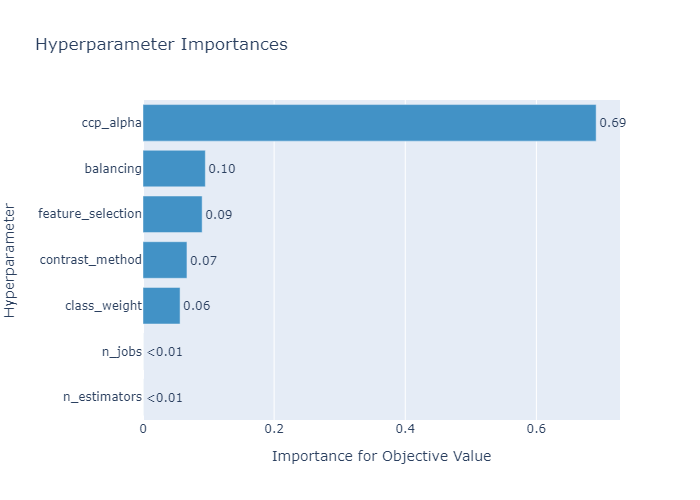 Hyperparameter Importances
Hyperparameter
ccp_alpha 0.69
balancing 0.10
feature_selection 0.09
contrast_method 0.07
class_weight 0.06
n_jobs <0.01
n_estimators <0.01
0 0.2 0.4 0.6
Importance for Objective Value